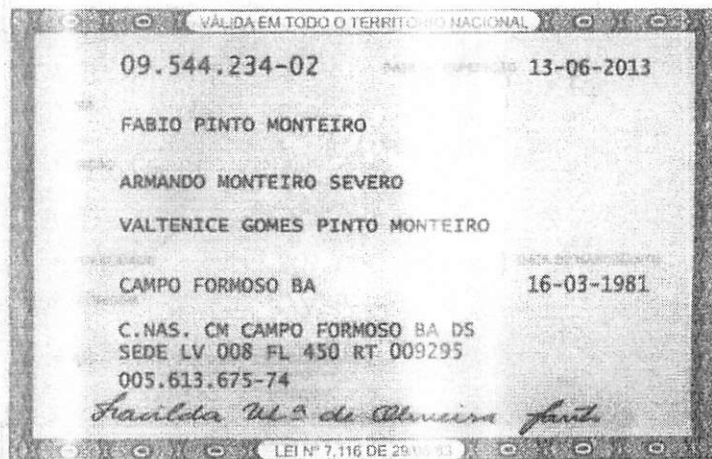 VÁLIDA EM TODO O TERRITÓRIO NACIONAL
09.544.234-02 13-06-2013
FABIO PINTO MONTEIRO
ARMANDO MONTEIRO SEVERO
VALTENICE GOMES PINTO MONTEIRO
DATA DE NASCIMENTO
CAMPO FORMOSO BA 16-03-1981
C.NAS. CM CAMPO FORMOSO BA DS
SEDE LV 008 FL 450 RT 009295
005.613.675-74
de Oliveira
LEI Nº 7.116 DE